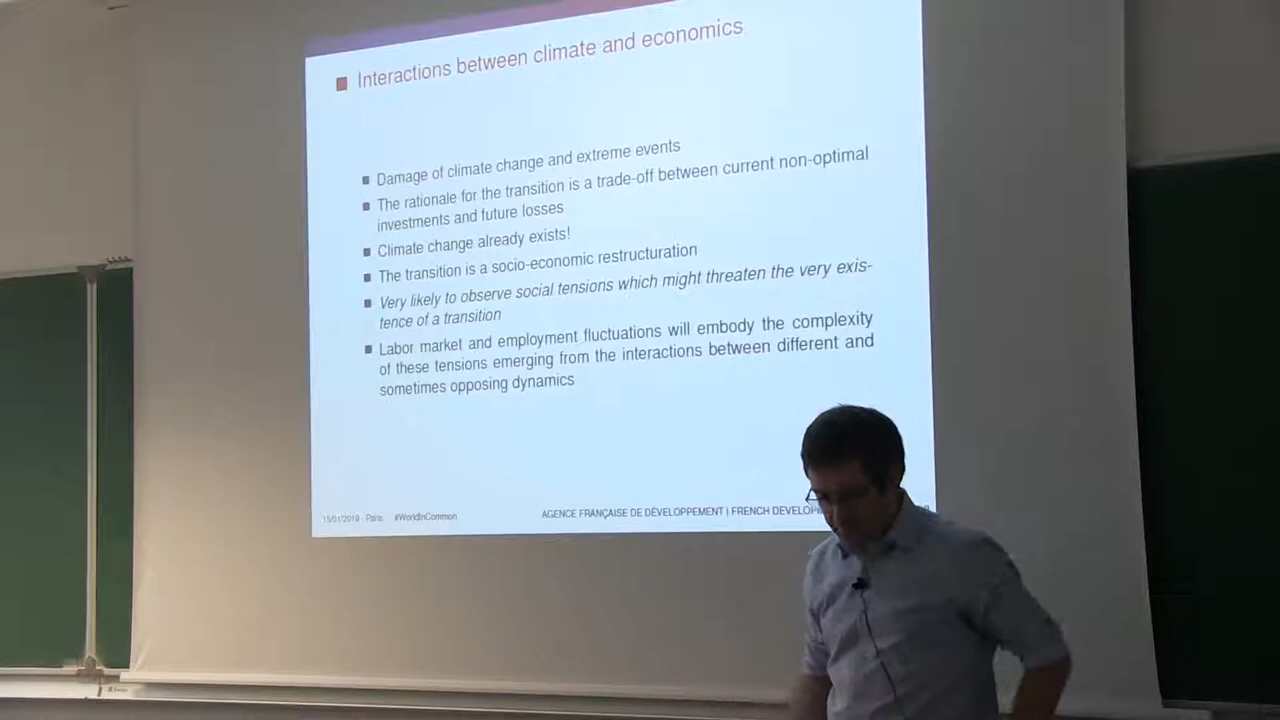 Interactions between climate and economics
Damage of climate change and extreme events
The rationale for the transition is a trade-off between current non-optimal
investments and future losses
Climate change already exists!
The transition is a socio-economic restructuration
Very likely to observe social tensions which might threaten the very exis-
tence of a transition
Labor market and employment fluctuations will embody the complexity
of these tensions emerging from the interactions between different and
sometimes opposing dynamics
15/01/2019 - Paris #WorldInCommon AGENCE FRANÇAISE DE DÉVELOPPEMENT | FRENCH